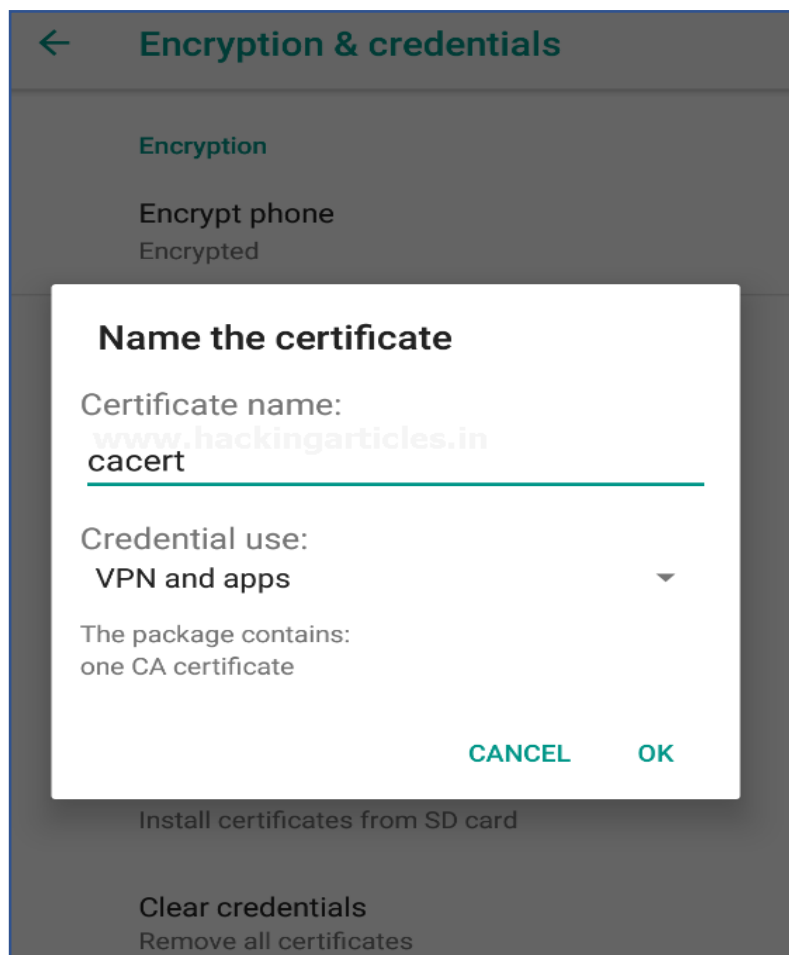 Encryption & credentials
Encryption
Encrypt phone
Encrypted
Name the certificate
Certificate name:
www.hackingarticles.in
cacert
Credential use:
VPN and apps
The package contains:
one CA certificate
CANCEL OK
Install certificates from SD card
Clear credentials
Remove all certificates